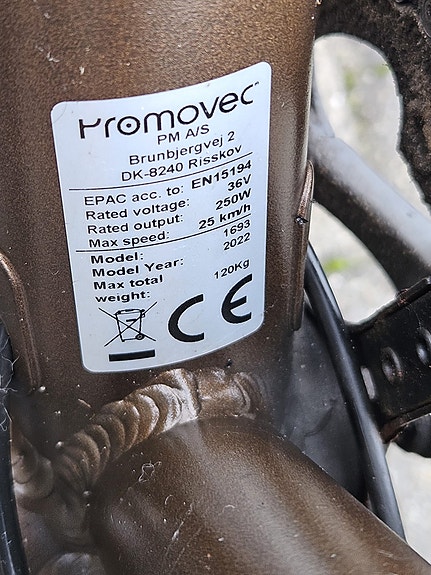 Promovec
PM A/S
Brunbjergvej 2
DK-8240 Risskov
EPAC acc. to: EN15194
Rated voltage: 36V
Rated output: 250W
Max speed: 25 km/h
Model: 1693
Model Year: 2022
Max total
weight: 120Kg
CE